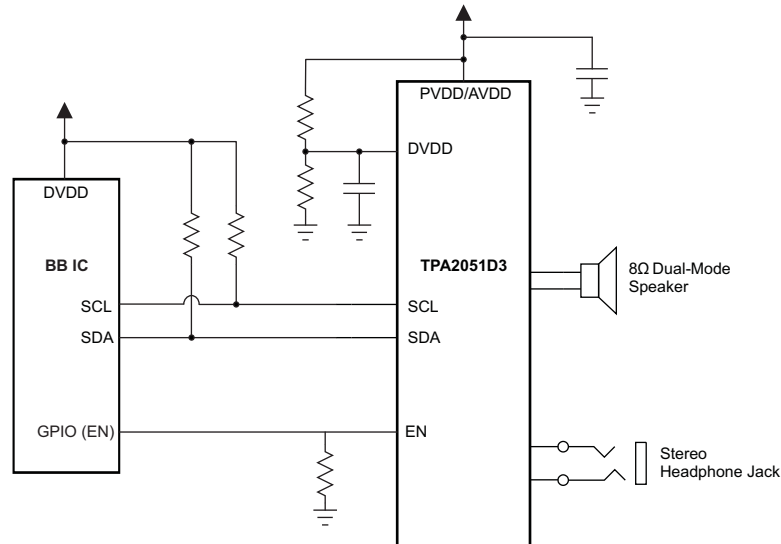 PVDD/AVDD
DVDD
DVDD
BB IC
TPA2051D3
8Ω Dual-Mode
Speaker
SCL
SCL
SDA
SDA
GPIO (EN)
EN
Stereo
Headphone Jack